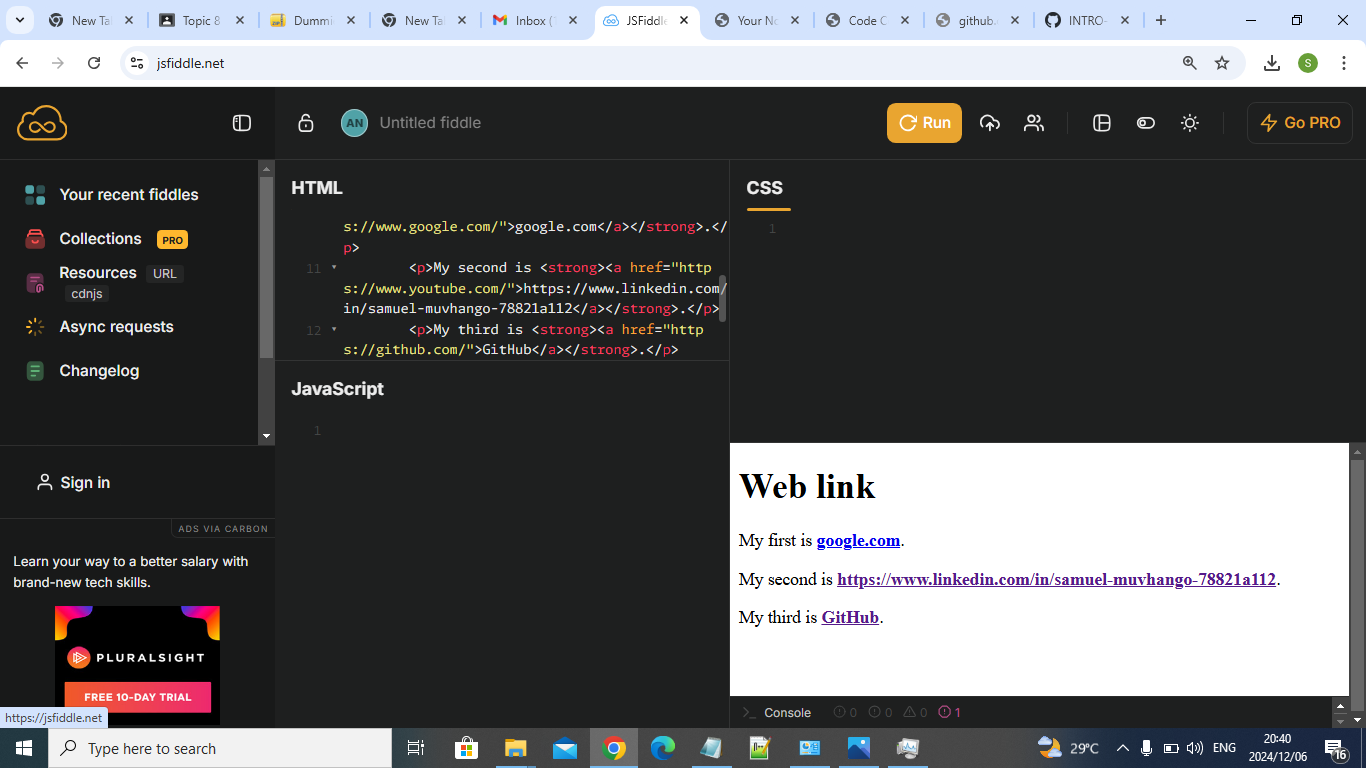 New Ta
Topic 8
Dummi
New Tal
Inbox (1
JSFiddl
Your No
Code C
github.
INTRO-
jsfiddle.net
S
AN
Untitled fiddle
Run
Go PRO
Your recent fiddles
Collections PRO
Resources URL
cdnjs
Async requests
Changelog
Sign in
ADS VIA CARBON
Learn your way to a better salary with
brand-new tech skills.
PLURALSIGHT
FREE 10-DAY TRIAL
https://jsfiddle.net
HTML
s://www.google.com/">google.com</a></strong>.</
p>
11 <p>My second is <strong><a href="http
s://www.youtube.com/">https://www.linkedin.com/
in/samuel-muvhango-78821a112</a></strong>.</p>
12 <p>My third is <strong><a href="http
s://github.com/">GitHub</a></strong>.</p>
JavaScript
1
CSS
1
Web link
My first is google.com.
My second is https://www.linkedin.com/in/samuel-muvhango-78821a112.
My third is GitHub.
>_ Console 0 0 0 1
Type here to search
29°C
ENG
20:40
2024/12/06
16